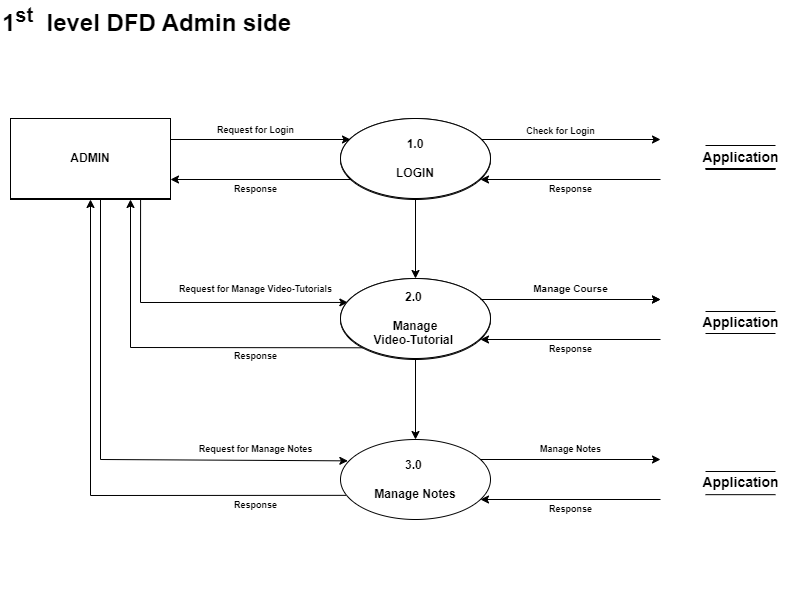 1st level DFD Admin side
ADMIN
Request for Login
Response
1.0
LOGIN
Check for Login
Response
Application
Request for Manage Video-Tutorials
Response
2.0
Manage
Video-Tutorial
Manage Course
Response
Application
Request for Manage Notes
Response
3.0
Manage Notes
Manage Notes
Response
Application